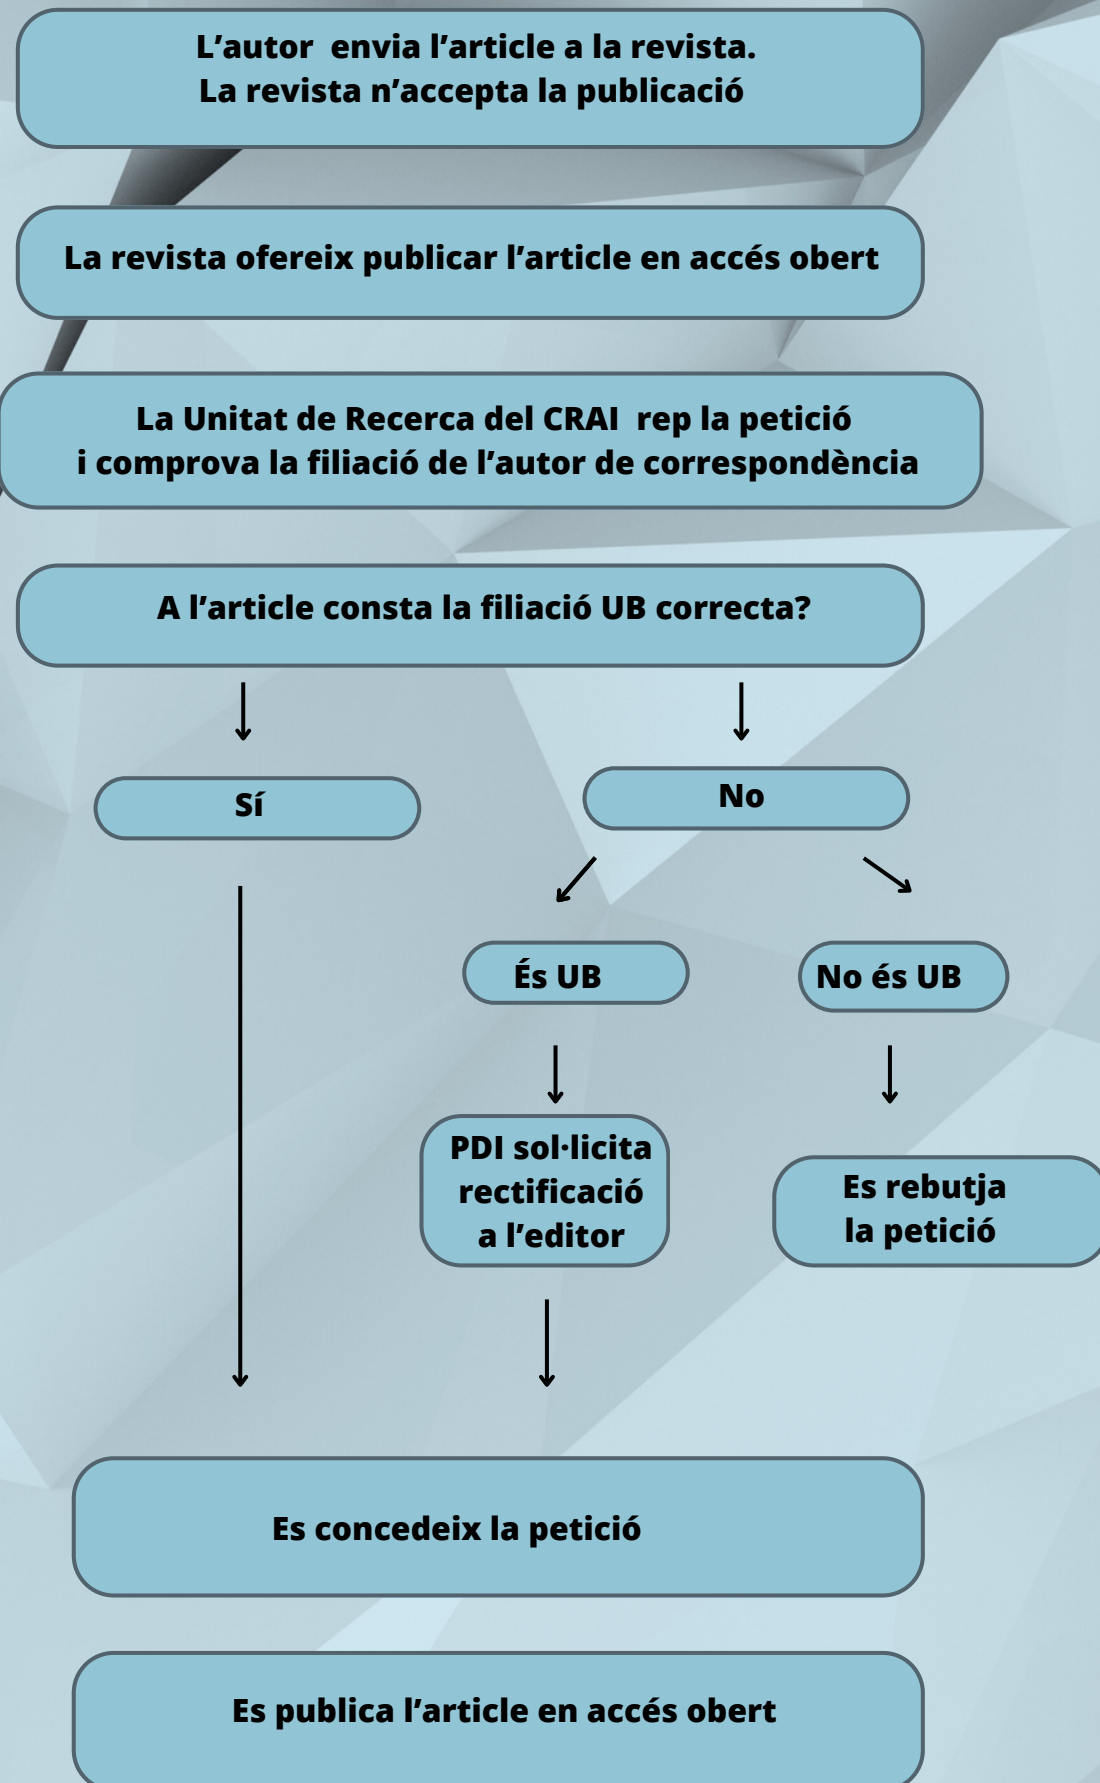 L’autor  envia l’article a la revista.
La revista n’accepta la publicació
La revista ofereix publicar l’article en accés obert
La Unitat de Recerca del CRAI  rep la petició
i comprova la filiació de l’autor de correspondència
A l’article consta la filiació UB correcta?
Sí
No
És UB
No és UB
PDI sol·licita
rectificació
a l’editor
Es rebutja
la petició
Es concedeix la petició
Es publica l’article en accés obert